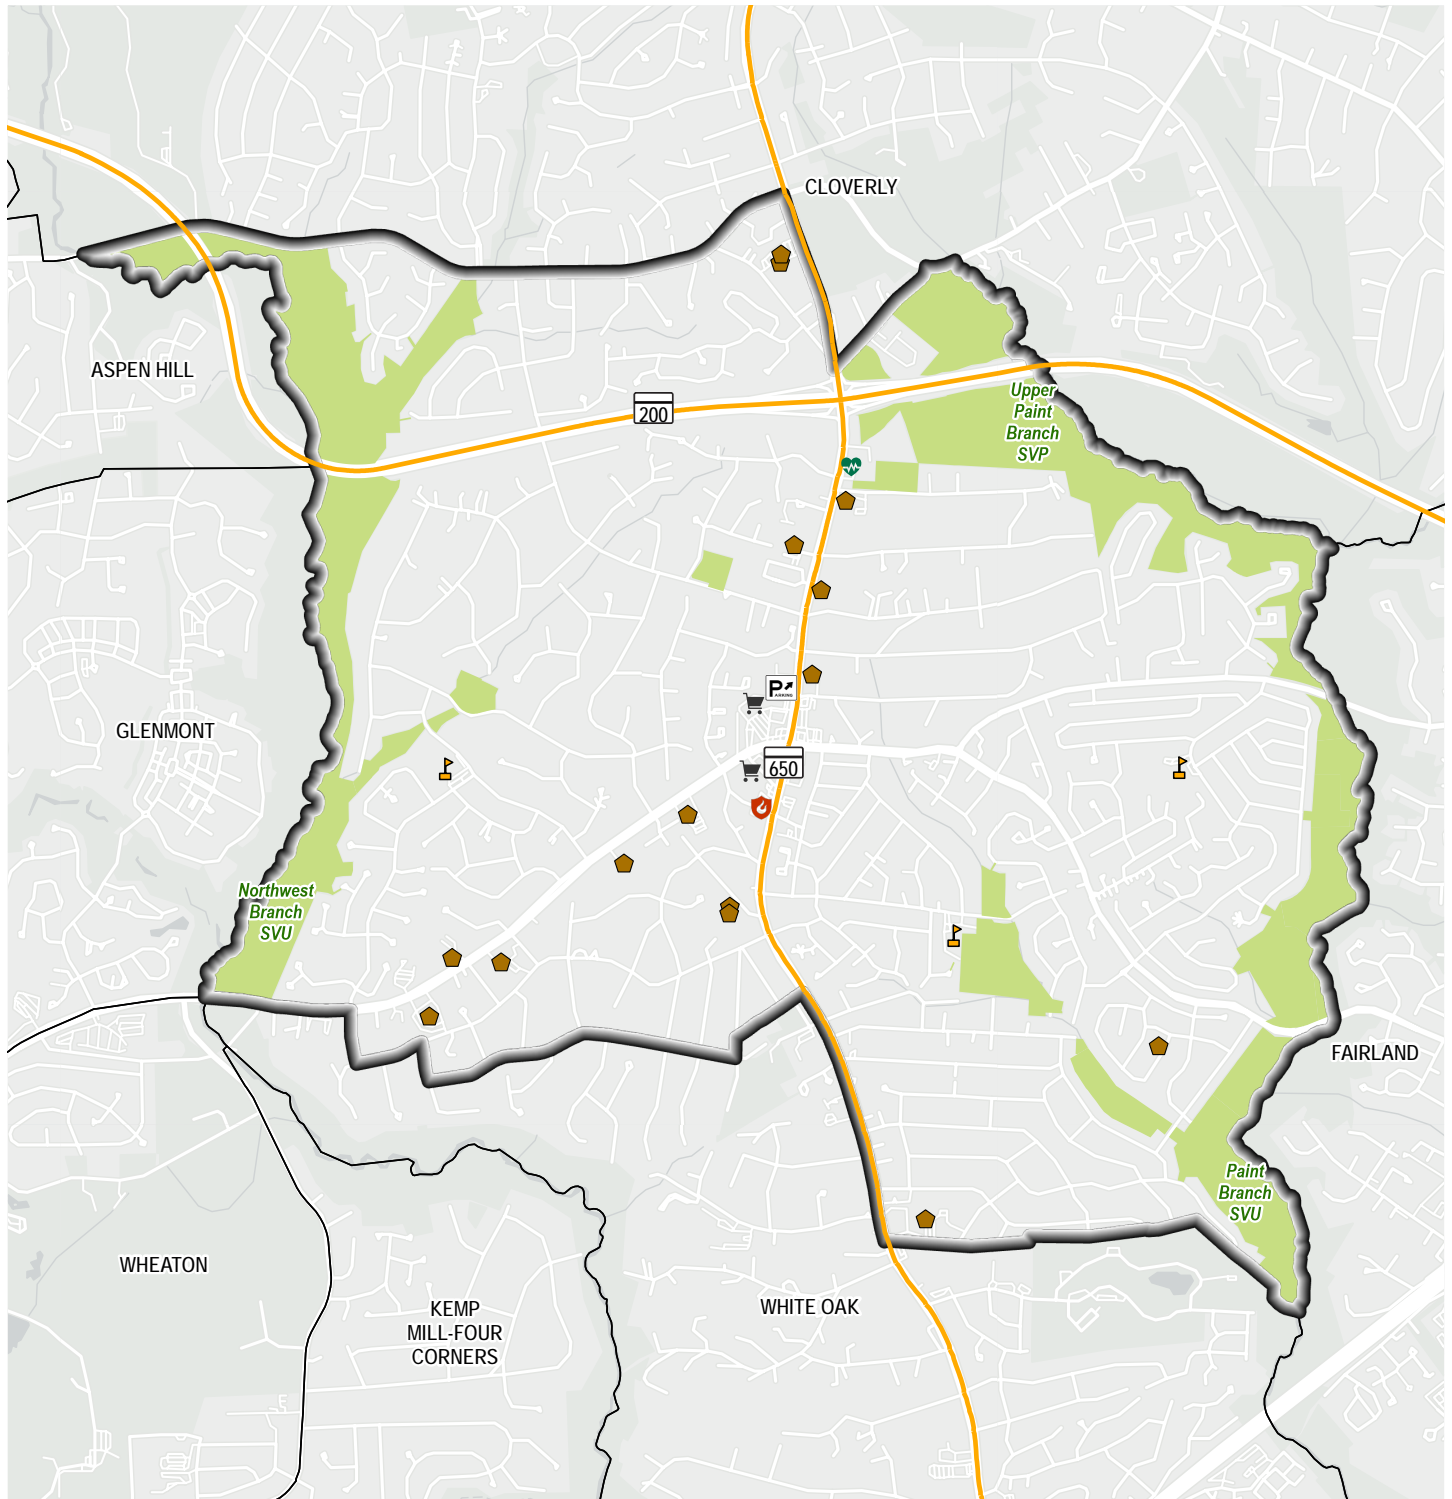 CLOVERLY
ASPEN HILL
Upper
Paint
Branch
SVP
200
P
PARKING
GLENMONT
650
Northwest
Branch
SVU
FAIRLAND
Paint
Branch
SVU
WHEATON
WHITE OAK
KEMP
MILL-FOUR
CORNERS